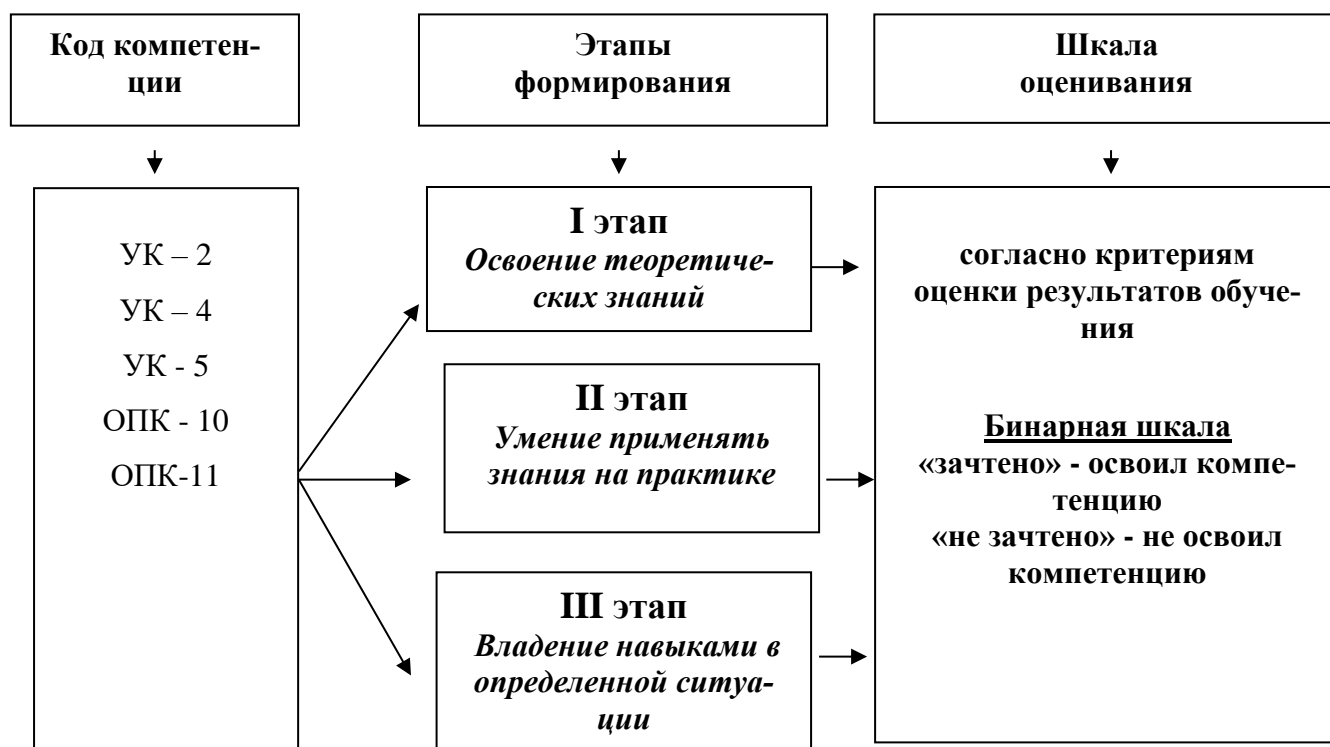 Код компетен-
ции
Этапы
формирования
Шкала
оценивания
УК – 2
УК – 4
УК - 5
ОПК - 10
ОПК-11
I этап
Освоение теоретиче-
ских знаний
II этап
Умение применять
знания на практике
III этап
Владение навыками в
определенной ситуа-
ции
согласно критериям
оценки результатов обуче-
ния
Бинарная шкала
«зачтено» - освоил компе-
тенцию
«не зачтено» - не освоил
компетенцию